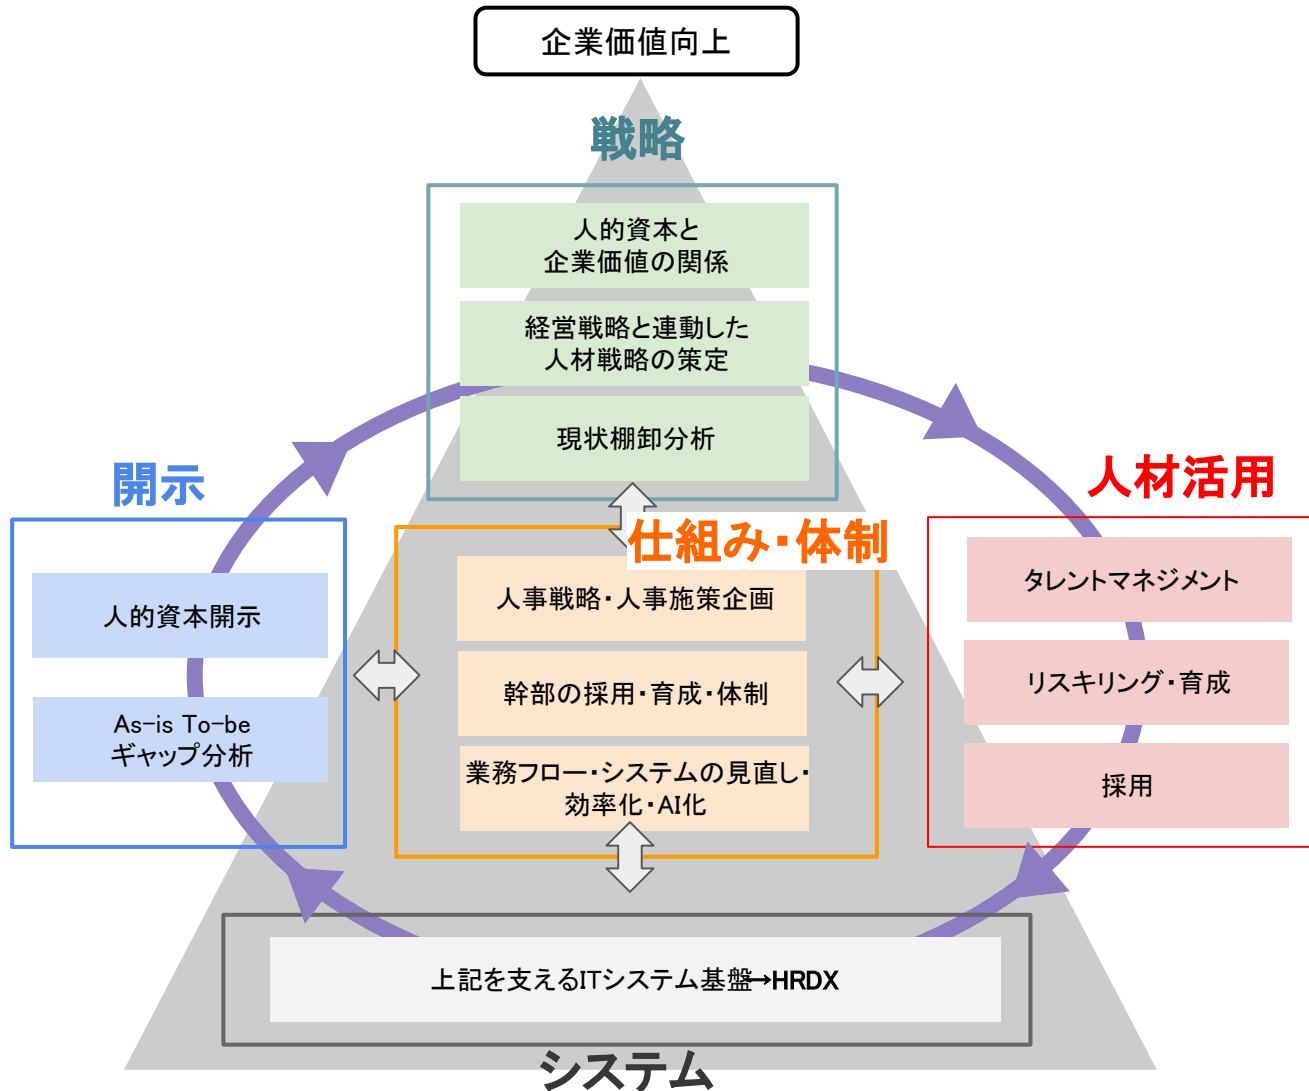 企業価値向上
戦略
人的資本と
企業価値の関係
経営戦略と連動した
人材戦略の策定
現状棚卸分析
開示
人的資本開示
As-is To-be
ギャップ分析
仕組み・体制
人事戦略・人事施策企画
幹部の採用・育成・体制
業務フロー・システムの見直し・
効率化・AI化
人材活用
タレントマネジメント
リスキリング・育成
採用
上記を支えるITシステム基盤→HRDX
システム